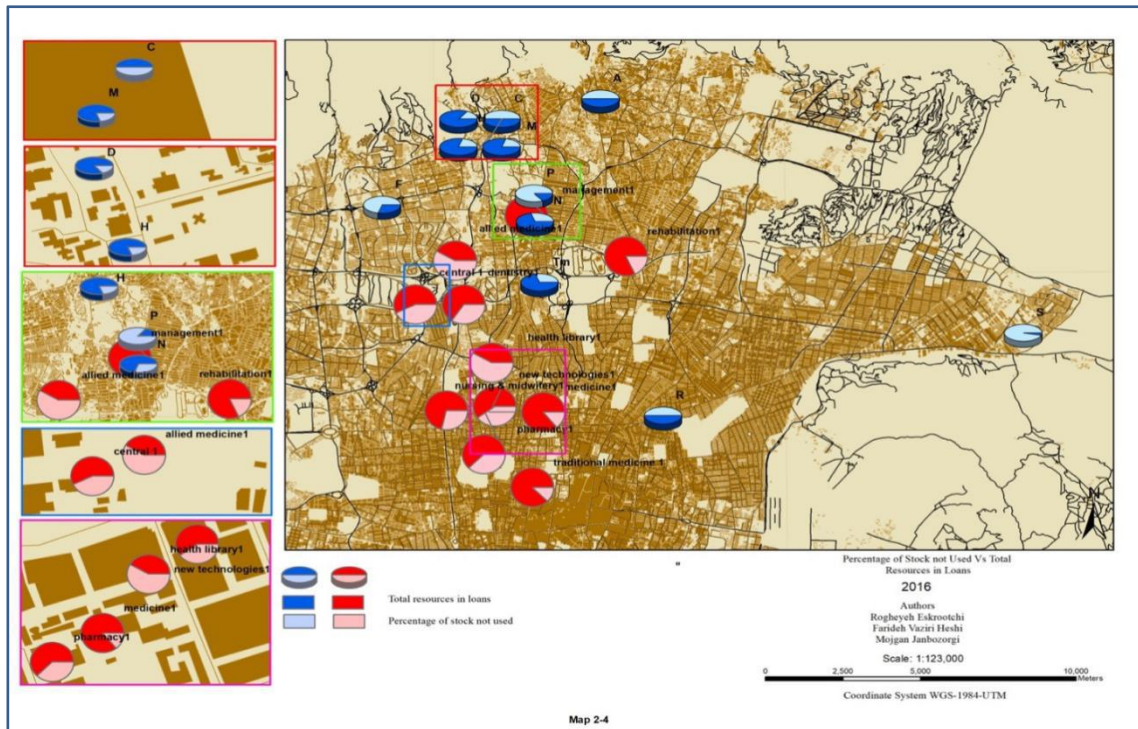 C
M
D
H
H
P
management1
N
allied medicine1
rehabilitation1
allied medicine1
central 1
health library1
new technologies1
medicine1
pharmacy1
A
D
C
H
M
P
management1
N
F
allied medicine1
rehabilitation1
central 1
dentistry1
Tm
S
health library1
new technologies1
nursing & midwifery1
medicine1
R
pharmacy1
traditional medicine 1
N
Total resources in loans
Percentage of stock not used
Percentage of Stock not Used Vs Total
Resources in Loans
2016
Authors
Rogheyeh Eskrootchi
Farideh Vaziri Heshi
Mojgan Janbozorgi
Scale: 1:123,000
0 2,500 5,000 10,000
Meters
Coordinate System WGS-1984-UTM
Map 2-4